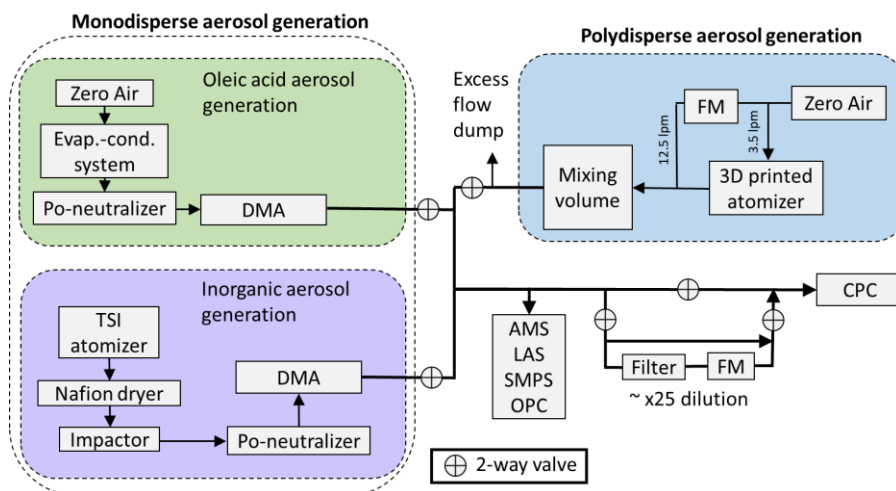 Monodisperse aerosol generation
Oleic acid aerosol
generation
Zero Air
Evap.-cond.
system
Po-neutralizer
DMA
Inorganic aerosol
generation
TSI
atomizer
Nafion dryer
Impactor
Po-neutralizer
DMA
Excess
flow
dump
Polydisperse aerosol generation
Zero Air
FM
12.5 lpm
3.5 lpm
3D printed
atomizer
Mixing
volume
CPC
AMS
LAS
SMPS
OPC
Filter
FM
~ x25 dilution
2-way valve